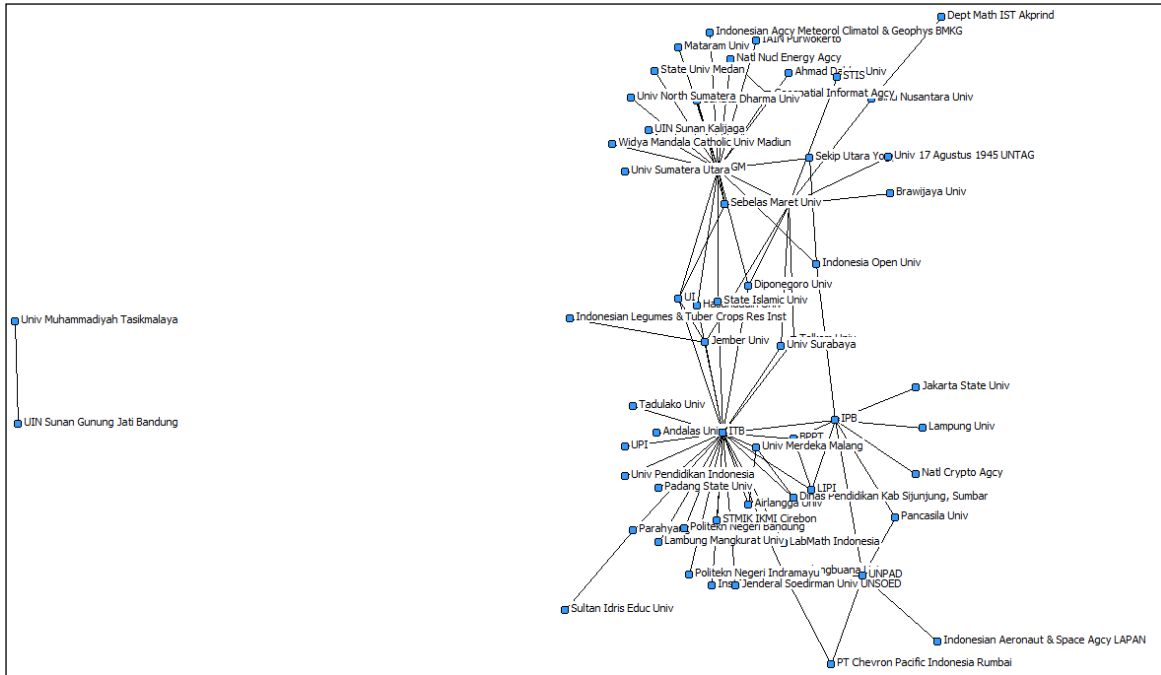 Dept Math IST Akprind
Indonesian Agcy Meteorol Climatol & Geophys BMKG
IAIN Purwokerto
Mataram Univ
Natl Nucl Energy Agcy
State Univ Medan
Ahmad Univ
STIS
Informat Agcy
Univ North Sumatera
Dharma Univ
Nusantara Univ
UIN Sunan Kalijaga
Widya Mandala Catholic Univ Madiun
Sekip Utara
Univ 17 Agustus 1945 UNTAG
Univ Sumatera Utara
GM
Brawijaya Univ
Sebelas Maret Univ
Indonesia Open Univ
Diponegoro Univ
UI
State Islamic Univ
Univ Muhammadiyah Tasikmalaya
Indonesian Legumes & Tuber Crops Res Inst
Jember Univ
Univ Surabaya
Jakarta State Univ
Tadulako Univ
UIN Sunan Gunung Jati Bandung
IPB
Lampung Univ
Andalas Univ
ITB
BPPT
UPI
Univ Merdeka Malang
Univ Pendidikan Indonesia
Natl Crypto Agcy
Padang State Univ
LIPI
Dinas Pendidikan Kab Sijunjung, Sumbar
Airlangga Univ
Pancasila Univ
STMIK IKMI Cirebon
Politekn Negeri Bandung
Lambung Mangkurat Univ
LabMath Indonesia
Politekn Negeri Indramayu
UNPAD
Jenderal Soedirman Univ UNSOED
Sultan Idris Educ Univ
Indonesian Aeronaut & Space Agcy LAPAN
PT Chevron Pacific Indonesia Rumbai